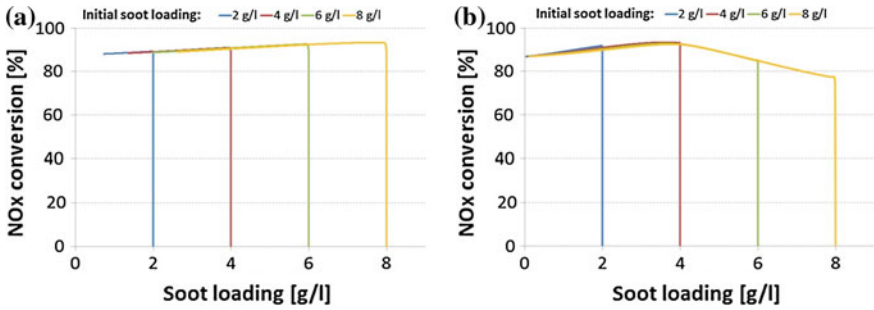 (a) Initial soot loading: 2 g/l 4 g/l 6 g/l 8 g/l
NOx conversion [%]
100
80
60
40
20
0
0 2 4 6 8
Soot loading [g/l]
(b) Initial soot loading: 2 g/l 4 g/l 6 g/l 8 g/l
NOx conversion [%]
100
80
60
40
20
0
0 2 4 6 8
Soot loading [g/l]